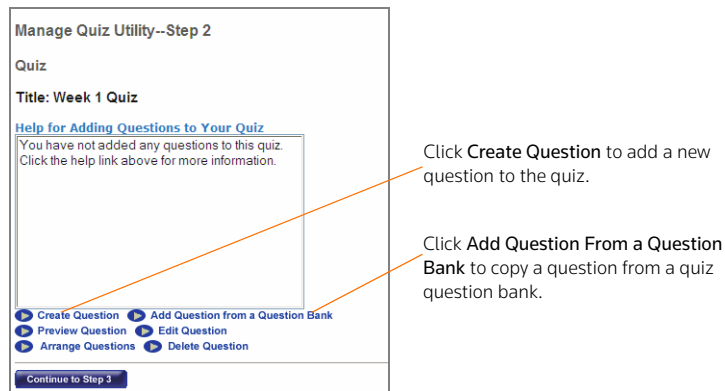 Manage Quiz Utility--Step 2
Quiz
Title: Week 1 Quiz
Help for Adding Questions to Your Quiz
You have not added any questions to this quiz.
Click the help link above for more information.
Create Question Add Question from a Question Bank
Preview Question Edit Question
Arrange Questions Delete Question
Continue to Step 3
Click Create Question to add a new
question to the quiz.
Click Add Question From a Question
Bank to copy a question from a quiz
question bank.